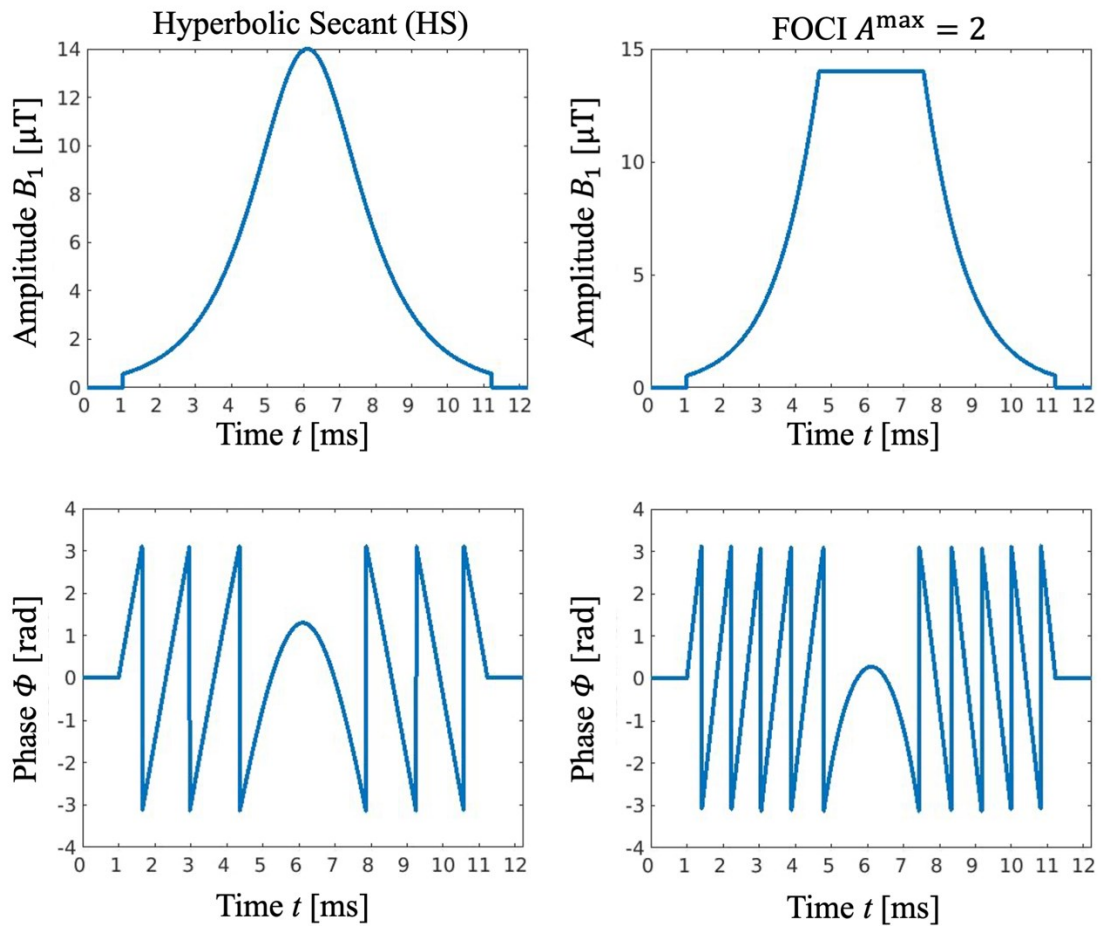 Hyperbolic Secant (HS)
14
12
10
8
6
4
2
0
Amplitude B₁ [μT]
0 1 2 3 4 5 6 7 8 9 10 11 12
Time t [ms]
FOCI Aᵐᵃˣ = 2
15
10
5
0
Amplitude B₁ [μT]
0 1 2 3 4 5 6 7 8 9 10 11 12
Time t [ms]
4
3
2
1
0
-1
-2
-3
-4
Phase Φ [rad]
0 1 2 3 4 5 6 7 8 9 10 11 12
Time t [ms]
4
3
2
1
0
-1
-2
-3
-4
Phase Φ [rad]
0 1 2 3 4 5 6 7 8 9 10 11 12
Time t [ms]